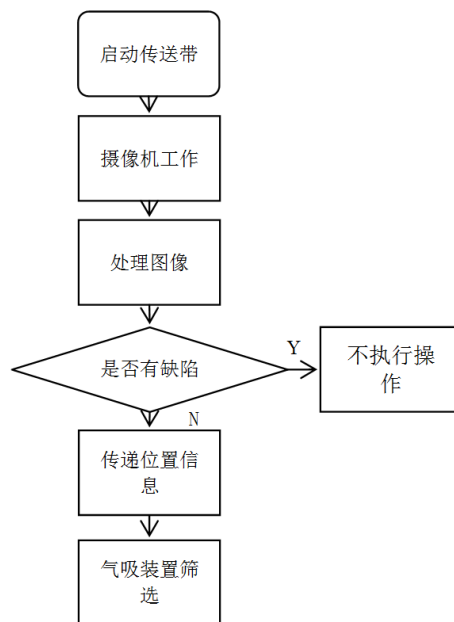 启动传送带
摄像机工作
处理图像
是否有缺陷
Y
不执行操
作
N
传递位置信
息
气吸装置筛
选